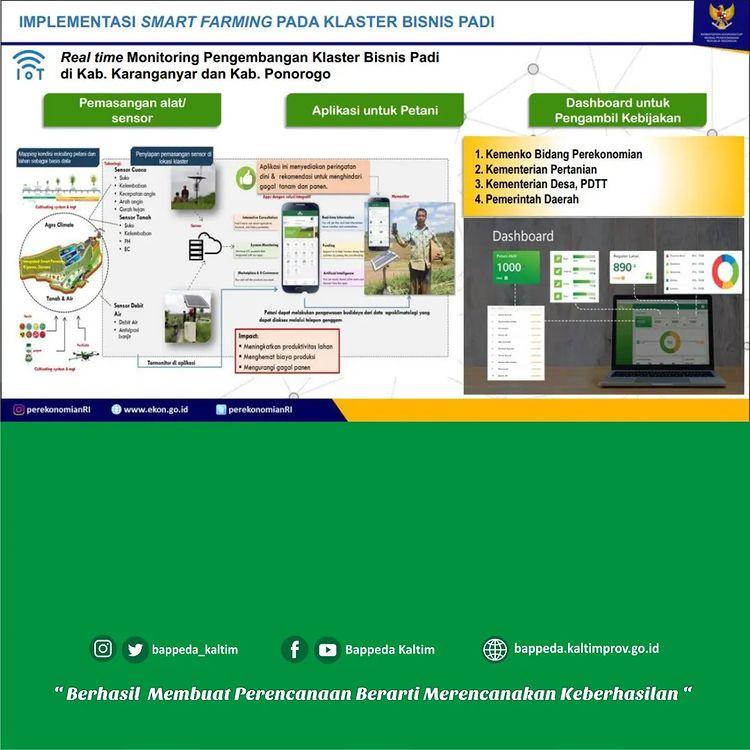 IMPLEMENTASI SMART FARMING PADA KLASTER BISNIS PADI
IoT
Real time Monitoring Pengembangan Klaster Bisnis Padi
di Kab. Karanganyar dan Kab. Ponorogo
Pemasangan alat/
sensor
Aplikasi untuk Petani
Dashboard untuk
Pengambil Kebijakan
Mapping kondisi eksisting petani dan
lahan sebagai basis data
Penyiapan pemasangan sensor di
lokasi klaster
Cultivating system & mgt
Agro Climate
Tanah & Air
Cultivating system & mgt
Teknologi:
Sensor Cuaca
• Suhu
• Kelembaban
• Kecepatan angin
• Arah angin
• Curah hujan
Sensor Tanah
• Suhu
• Kelembaban
• PH
• EC
Sensor Debit
Air
• Debit Air
• Antisipasi
banjir
Server
Termonitor di aplikasi
Aplikasi ini menyediakan peringatan
dini & rekomendasi untuk menghindari
gagal tanam dan panen.
Interactive Consultation
System Monitoring
Marketplace & E-Commerce
Real-time Information
Funding
Artificial Intelligence
Petani dapat melakukan pengawasan budidaya dari data agroklimatologi yang
dapat diakses melalui telepon genggam
Impact:
• Meningkatkan produktivitas lahan
• Menghemat biaya produksi
• Mengurangi gagal panen
1. Kemenko Bidang Perekonomian
2. Kementerian Pertanian
3. Kementerian Desa, PDTT
4. Pemerintah Daerah
Dashboard
1000
890
perekonomianRI
www.ekon.go.id
perekonomianRI
bappeda_kaltim
Bappeda Kaltim
bappeda.kaltimprov.go.id
“ Berhasil Membuat Perencanaan Berarti Merencanakan Keberhasilan “